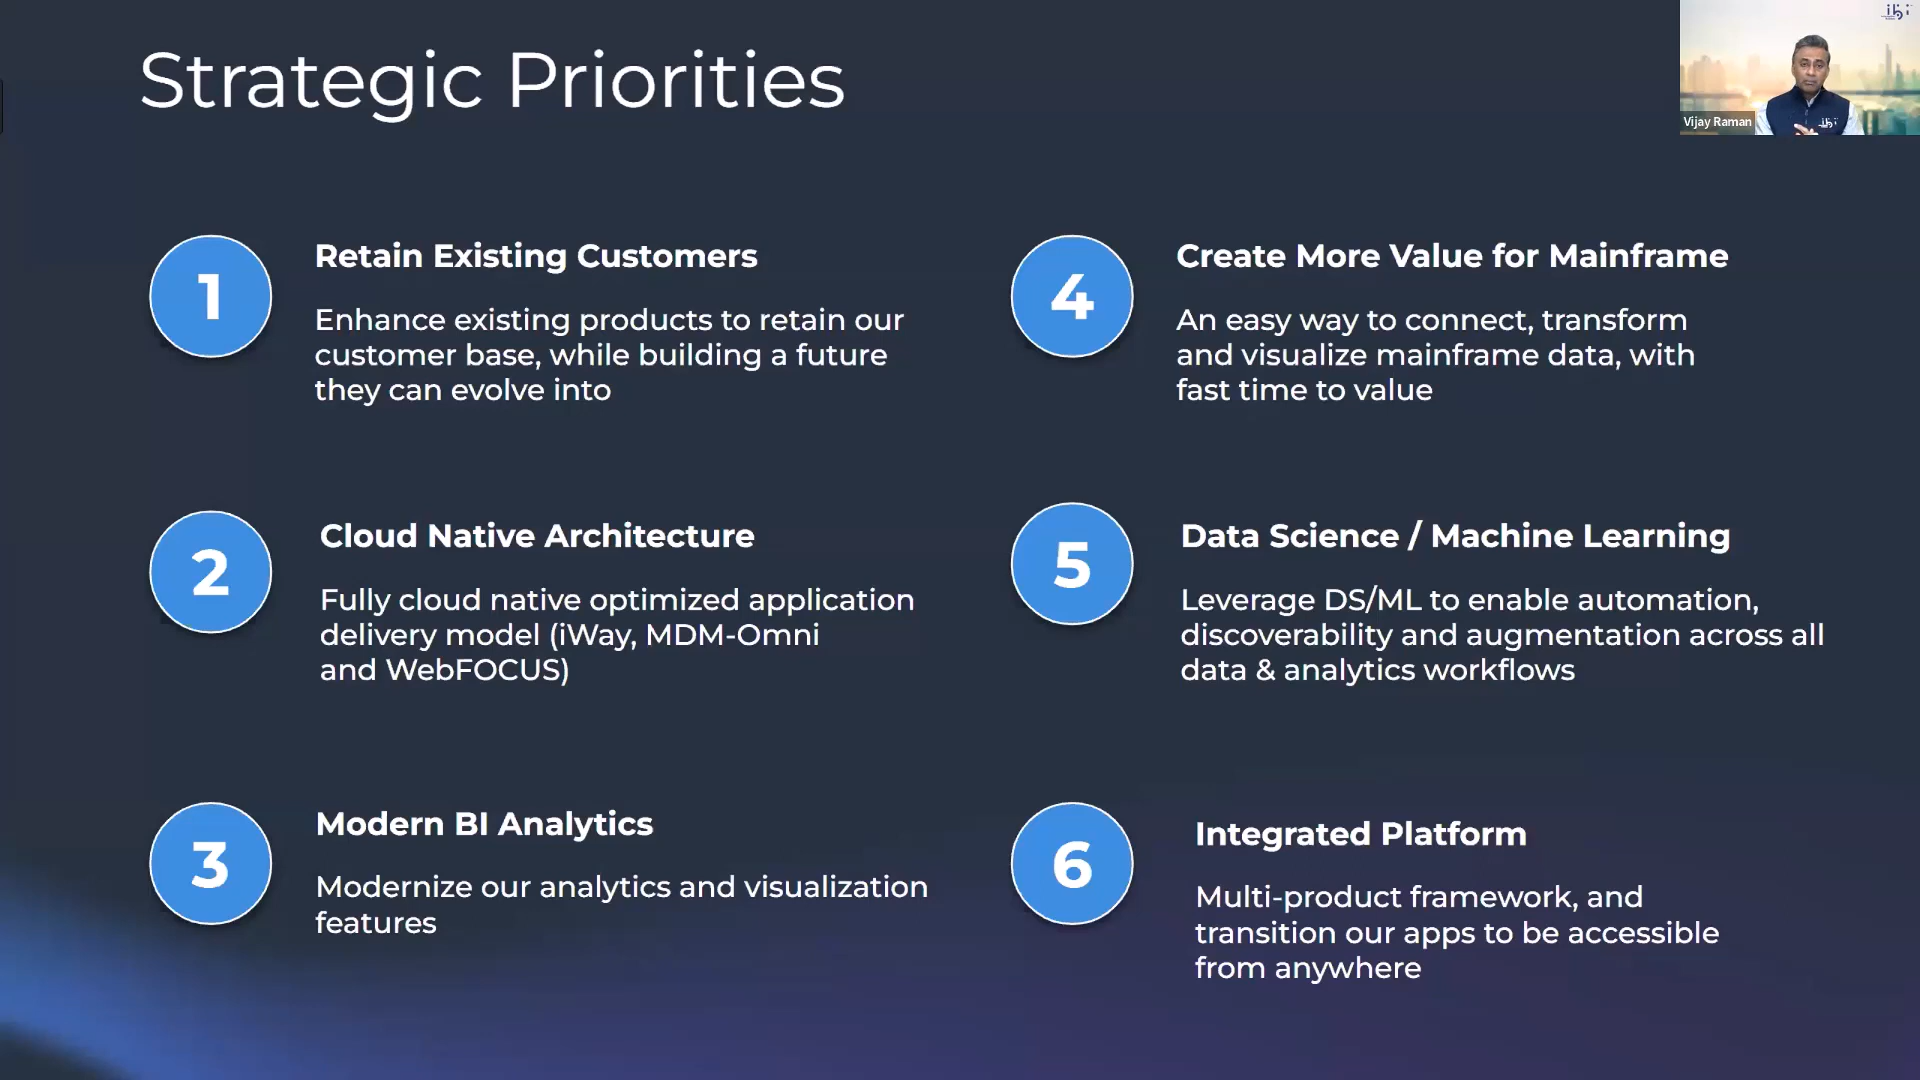 Strategic Priorities
ibi
Vijay Raman
ibi
1
Retain Existing Customers
Enhance existing products to retain our
customer base, while building a future
they can evolve into
2
Cloud Native Architecture
Fully cloud native optimized application
delivery model (iWay, MDM-Omni
and WebFOCUS)
3
Modern BI Analytics
Modernize our analytics and visualization
features
4
Create More Value for Mainframe
An easy way to connect, transform
and visualize mainframe data, with
fast time to value
5
Data Science / Machine Learning
Leverage DS/ML to enable automation,
discoverability and augmentation across all
data & analytics workflows
6
Integrated Platform
Multi-product framework, and
transition our apps to be accessible
from anywhere